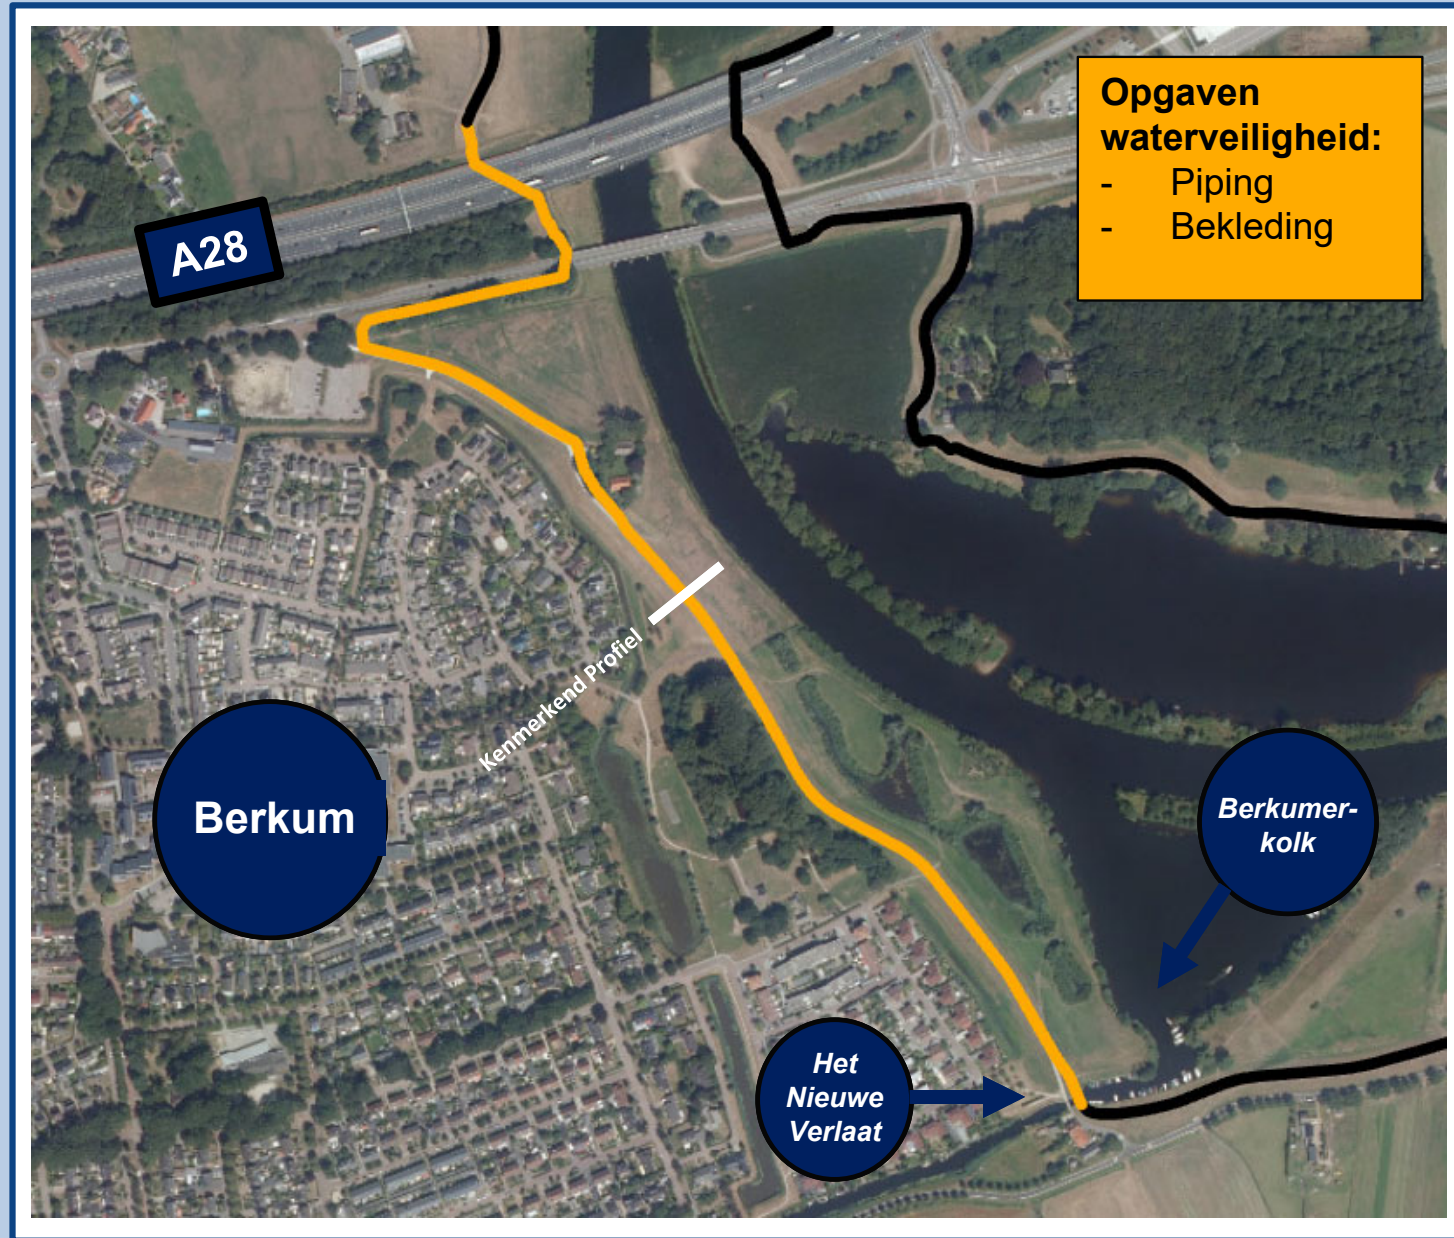 Opgaven
waterveiligheid:
- Piping
- Bekleding
A28
Kenmerkend Profiel
Berkum
Berkumer-
kolk
Het
Nieuwe
Verlaat